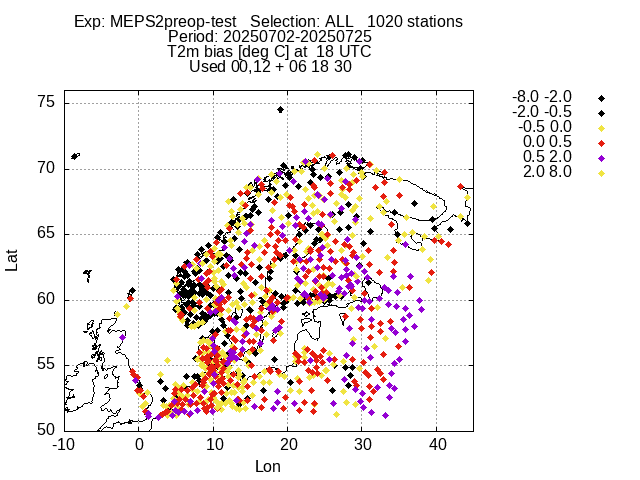 Exp: MEPS2preop-test   Selection: ALL   1020 stations
Period: 20250702-20250725
T2m bias [deg C] at  18 UTC
Used 00,12 + 06 18 30
-8.0 -2.0
-2.0 -0.5
-0.5 0.0
0.0 0.5
0.5 2.0
2.0 8.0
75
70
65
60
55
50
Lat
-10 0 10 20 30 40
Lon